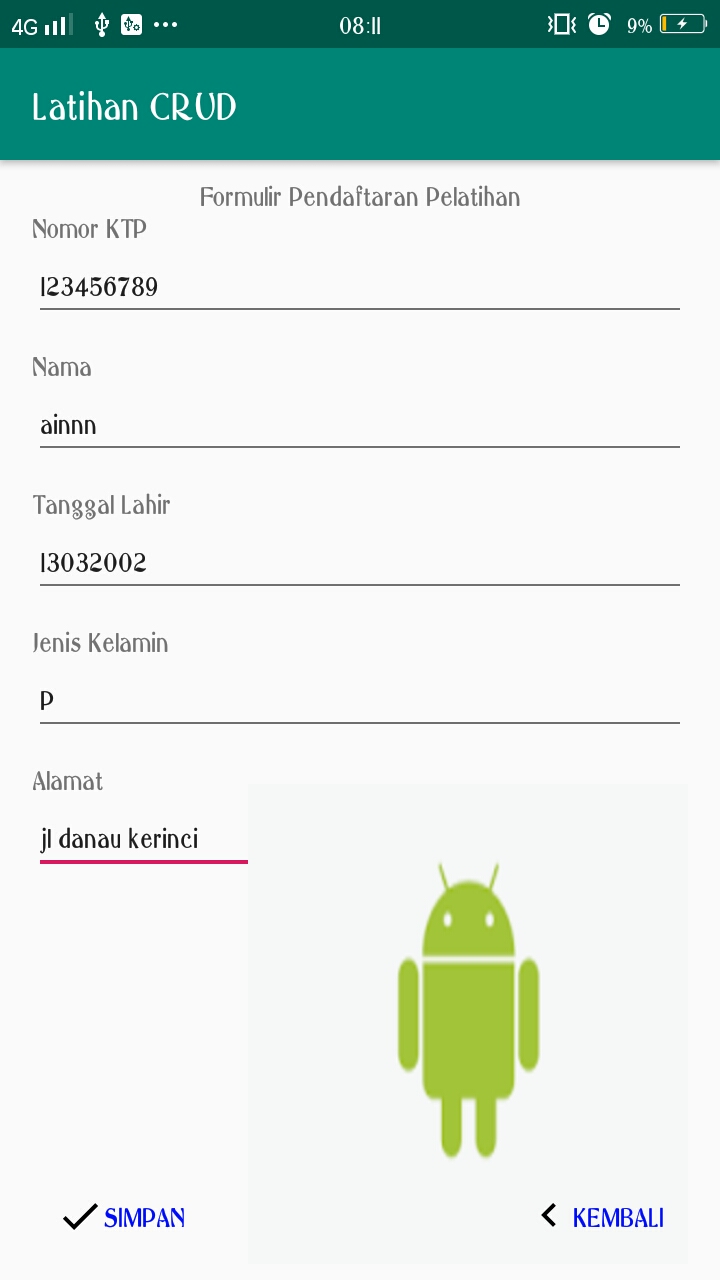 4G 08:11 9%
Latihan CRUD
Formulir Pendaftaran Pelatihan
Nomor KTP
123456789
Nama
ainnn
Tanggal Lahir
13032002
Jenis Kelamin
P
Alamat
jl danau kerinci
SIMPAN KEMBALI